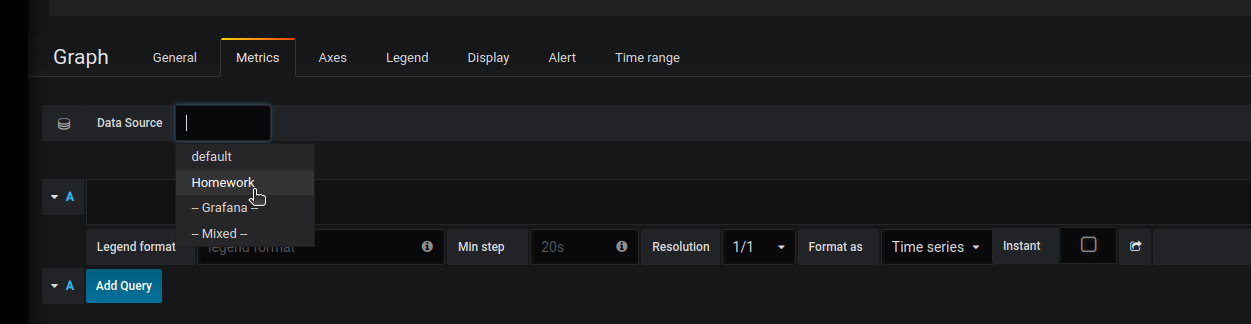 Graph General Metrics Axes Legend Display Alert Time range
Data Source
default
Homework
-- Grafana --
-- Mixed --
A
Legend format legend format Min step 20s Resolution 1/1 Format as Time series Instant
A Add Query